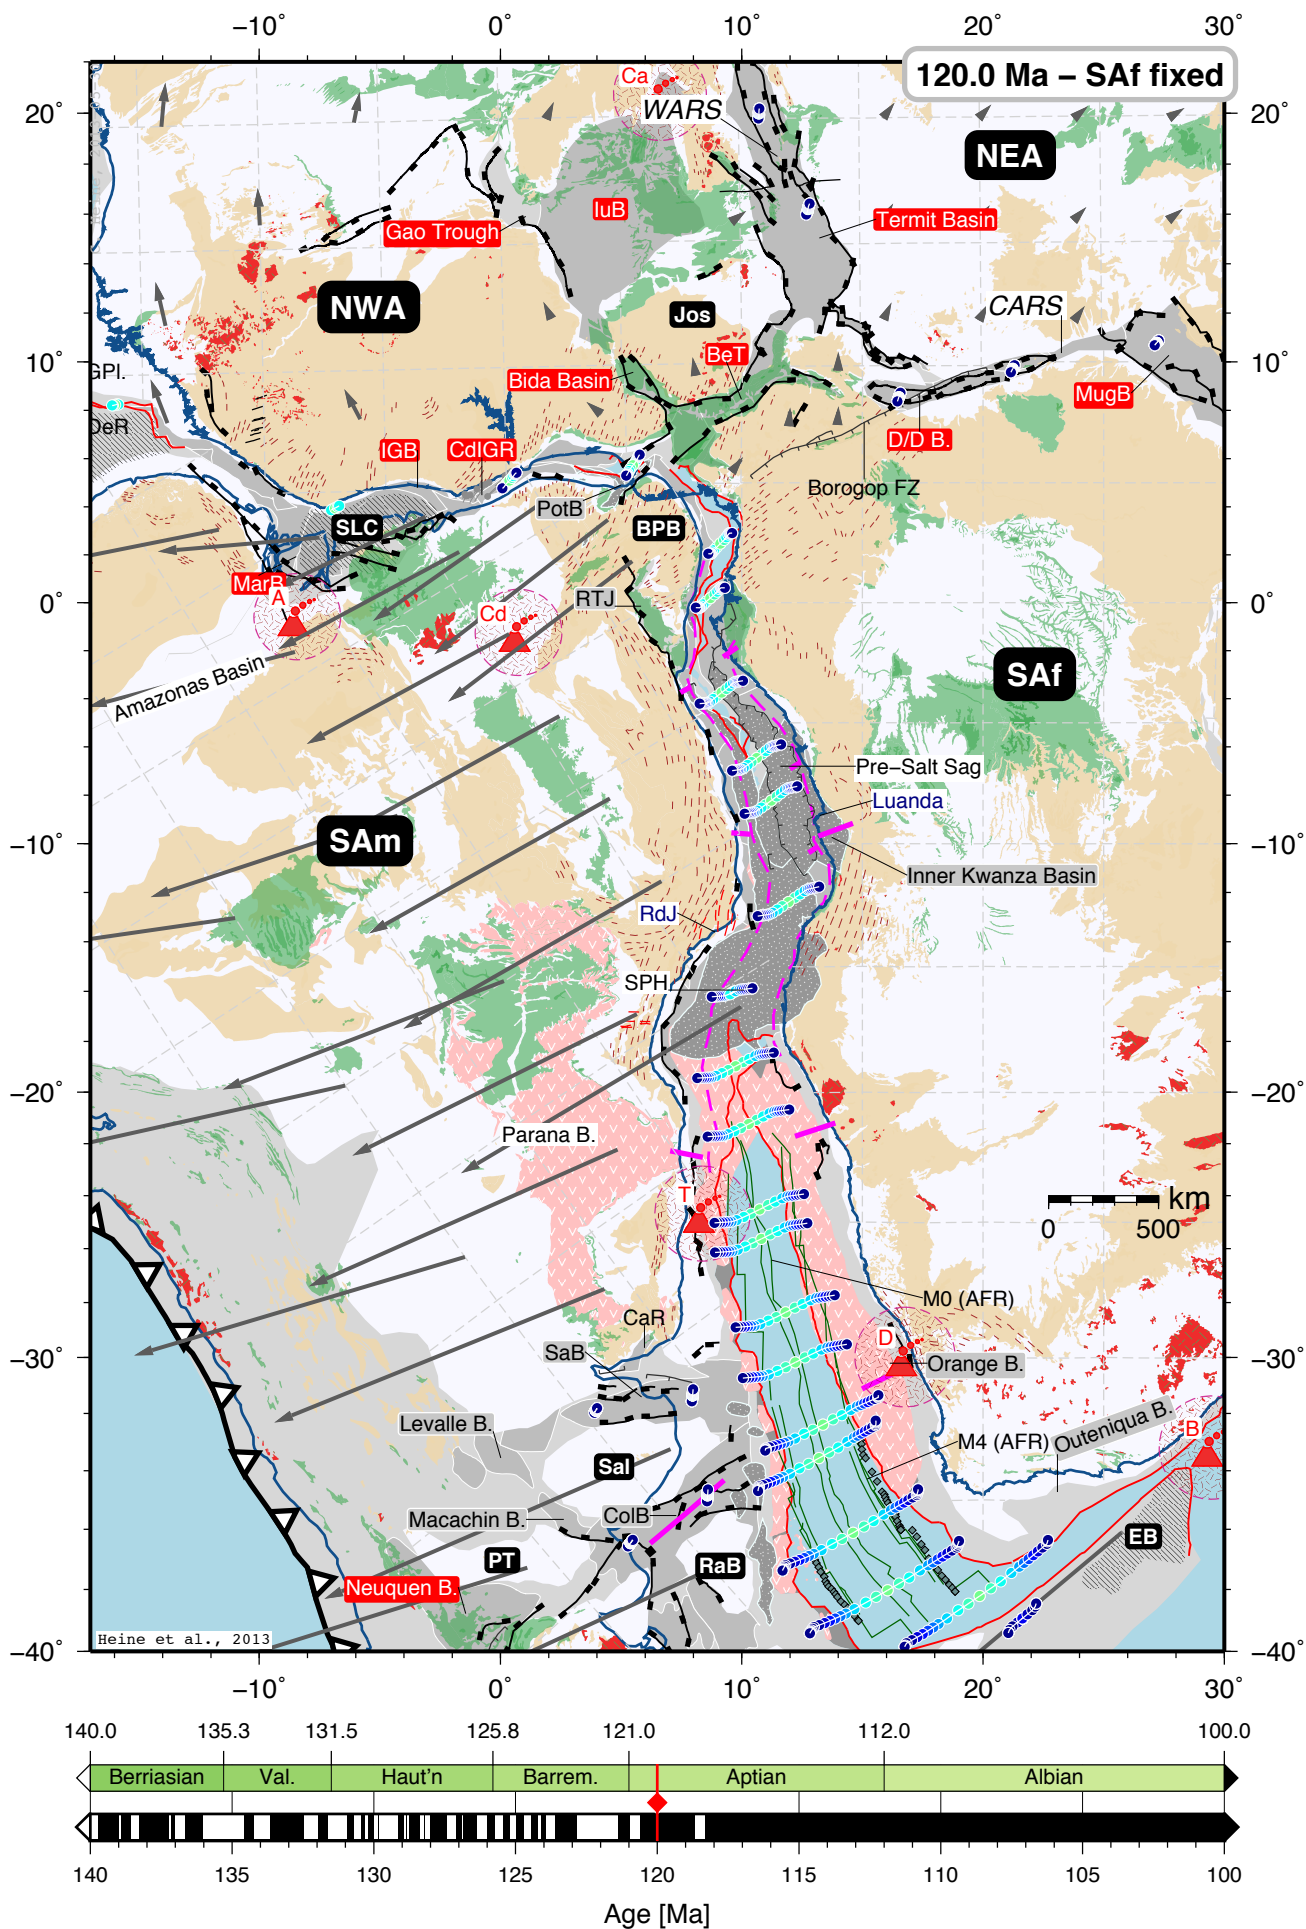 −10˚ 0˚ 10˚ 20˚ 30˚
120.0 Ma − SAf fixed
Ca
20˚ 20˚
WARS
NEA
IuB
Termit Basin
Gao Trough
NWA
CARS
Jos
10˚ 10˚
BeT
GPl.
Bida Basin
MugB
DeR
D/D B.
IGB
CdIGR
Borogop FZ
PotB
SLC
BPB
MarB
A
0˚ 0˚
Cd
RTJ
SAf
Amazonas Basin
Pre−Salt Sag
Luanda
SAm
−10˚ −10˚
Inner Kwanza Basin
RdJ
SPH
−20˚ −20˚
Parana B.
T
km
0 500
M0 (AFR)
CaR
D
SaB
−30˚ −30˚
Orange B.
Levalle B.
Outeniqua B.
B
M4 (AFR)
Sal
Macachin B.
ColB
EB
PT
RaB
Neuquen B.
Heine et al., 2013
−40˚ −40˚
−10˚ 0˚ 10˚ 20˚ 30˚
140.0 135.3 131.5 125.8 121.0 112.0 100.0
Berriasian Val. Haut'n Barrem. Aptian Albian
140 135 130 125 120 115 110 105 100
Age [Ma]